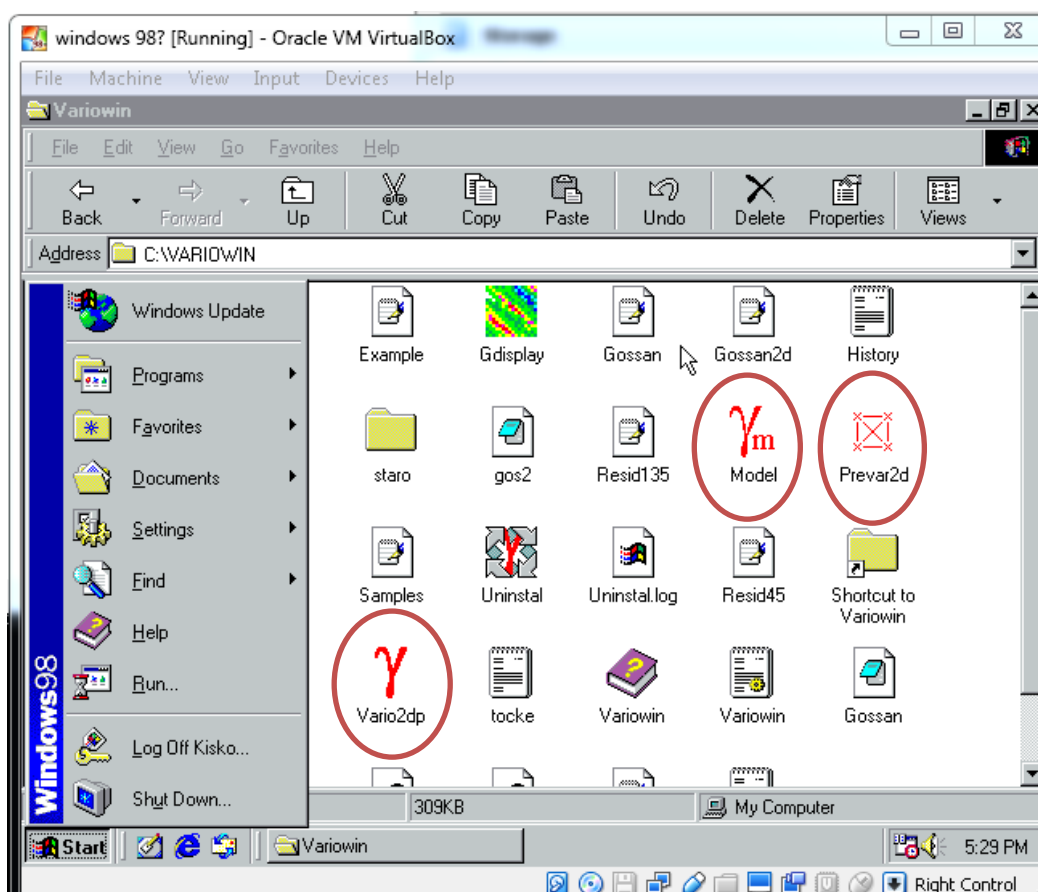 windows 98? [Running] - Oracle VM VirtualBox
Storage
File Machine View Input Devices Help
Variowin
File Edit View Go Favorites Help
Back Forward Up Cut Copy Paste Undo Delete Properties Views
Address C:\VARIOWIN
Windows Update
Programs
Favorites
Documents
Settings
Find
Help
Run...
Log Off Kisko...
Shut Down...
Windows98
Example Gdisplay Gossan Gossan2d History
γm
staro gos2 Resid135 Model Prevar2d
Samples Uninstal Uninstal.log Resid45 Shortcut to
Variowin
γ
Vario2dp tocke Variowin Variowin Gossan
309KB My Computer
Start Variowin 5:29 PM
Right Control